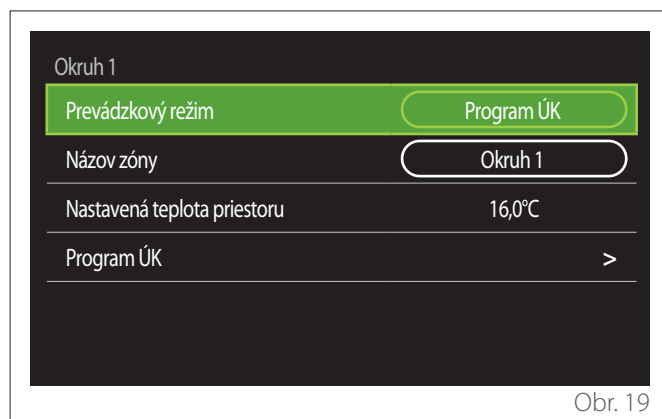 Okruh 1
Prevádzkový režim Program ÚK
Názov zóny Okruh 1
Nastavená teplota priestoru 16,0°C
Program ÚK >
Obr. 19